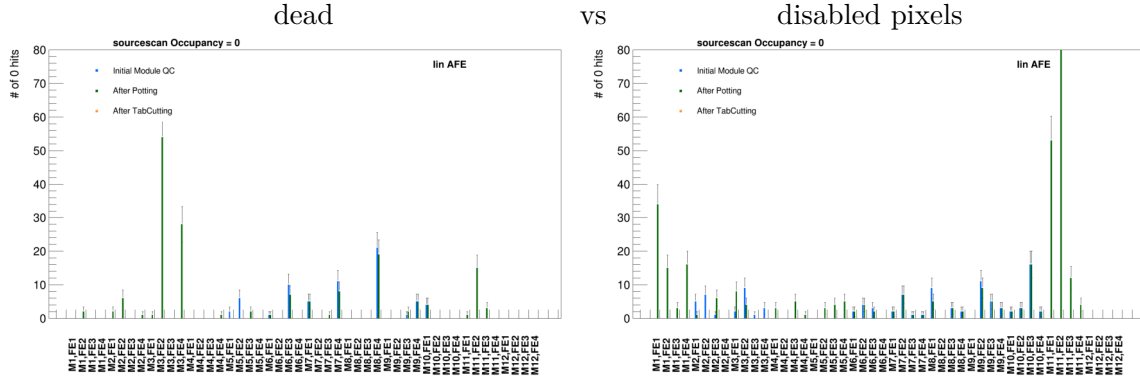 dead vs disabled pixels
sourcescan Occupancy = 0
lin AFE
# of 0 hits
Initial Module QC
After Potting
After TabCutting
80
70
60
50
40
30
20
10
0
M1,FE1
M1,FE2
M1,FE3
M1,FE4
M2,FE1
M2,FE2
M2,FE3
M2,FE4
M3,FE1
M3,FE2
M3,FE3
M3,FE4
M4,FE1
M4,FE2
M4,FE3
M4,FE4
M5,FE1
M5,FE2
M5,FE3
M5,FE4
M6,FE1
M6,FE2
M6,FE3
M6,FE4
M7,FE1
M7,FE2
M7,FE3
M7,FE4
M8,FE1
M8,FE2
M8,FE3
M8,FE4
M9,FE1
M9,FE2
M9,FE3
M9,FE4
M10,FE1
M10,FE2
M10,FE3
M10,FE4
M11,FE1
M11,FE2
M11,FE3
M11,FE4
M12,FE1
M12,FE2
M12,FE3
M12,FE4
sourcescan Occupancy = 0
lin AFE
# of 0 hits
Initial Module QC
After Potting
After TabCutting
80
70
60
50
40
30
20
10
0
M1,FE1
M1,FE2
M1,FE3
M1,FE4
M2,FE1
M2,FE2
M2,FE3
M2,FE4
M3,FE1
M3,FE2
M3,FE3
M3,FE4
M4,FE1
M4,FE2
M4,FE3
M4,FE4
M5,FE1
M5,FE2
M5,FE3
M5,FE4
M6,FE1
M6,FE2
M6,FE3
M6,FE4
M7,FE1
M7,FE2
M7,FE3
M7,FE4
M8,FE1
M8,FE2
M8,FE3
M8,FE4
M9,FE1
M9,FE2
M9,FE3
M9,FE4
M10,FE1
M10,FE2
M10,FE3
M10,FE4
M11,FE1
M11,FE2
M11,FE3
M11,FE4
M12,FE1
M12,FE2
M12,FE3
M12,FE4